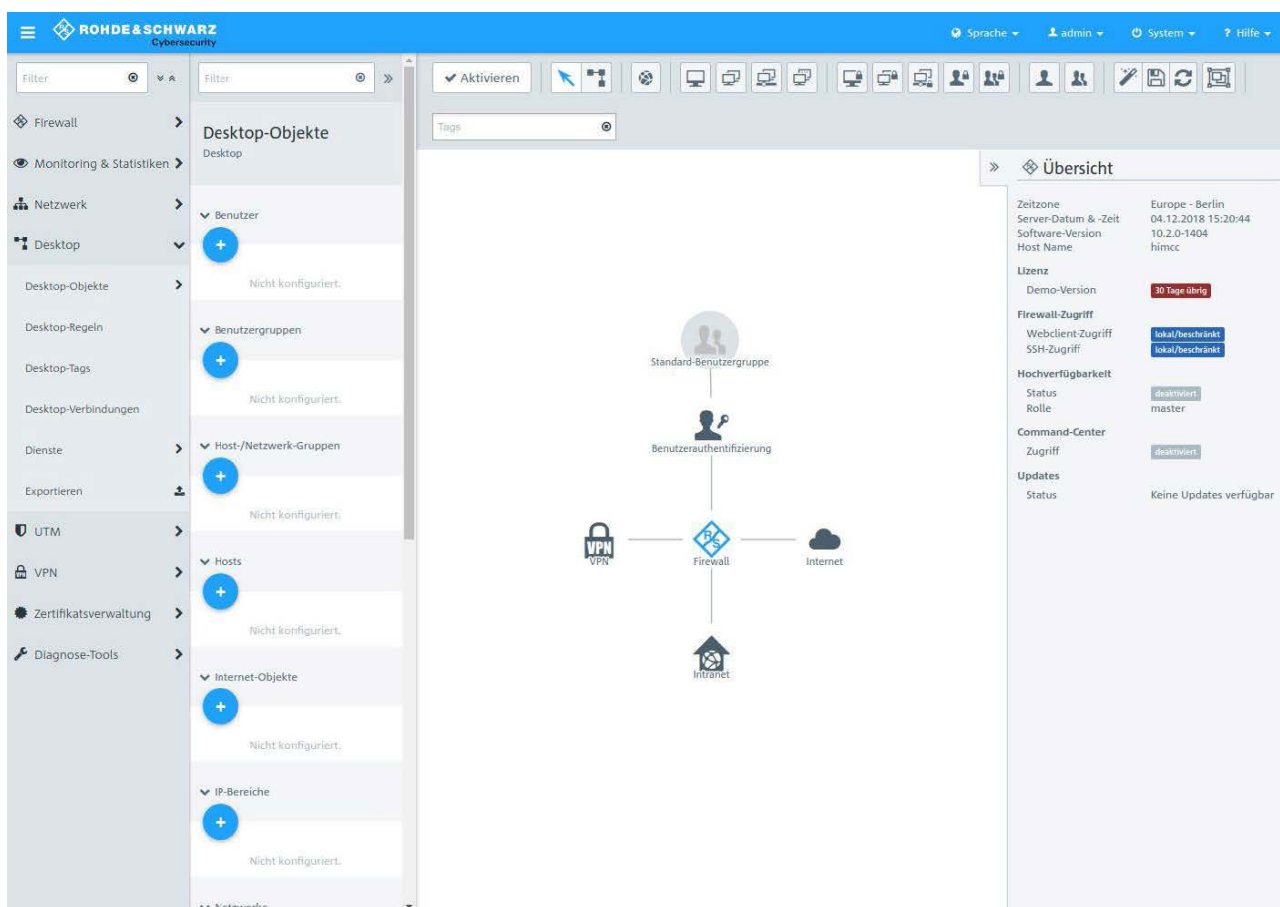 ROHDE&SCHWARZ
Cybersecurity
Sprache
admin
System
? Hilfe
Filter
Firewall
Monitoring & Statistiken
Netzwerk
Desktop
Desktop-Objekte
Desktop-Regeln
Desktop-Tags
Desktop-Verbindungen
Dienste
Exportieren
UTM
VPN
Zertifikatsverwaltung
Diagnose-Tools
Filter
Desktop-Objekte
Desktop
Benutzer
Nicht konfiguriert.
Benutzergruppen
Nicht konfiguriert.
Host-/Netzwerk-Gruppen
Nicht konfiguriert.
Hosts
Nicht konfiguriert.
Internet-Objekte
Nicht konfiguriert.
IP-Bereiche
Nicht konfiguriert.
Aktivieren
Tags
Standard-Benutzergruppe
Benutzerauthentifizierung
VPN
VPN
R S
Firewall
Internet
Intranet
Übersicht
Zeitzone Europe - Berlin
Server-Datum & -Zeit 04.12.2018 15:20:44
Software-Version 10.2.0-1404
Host Name himcc
Lizenz
Demo-Version 30 Tage übrig
Firewall-Zugriff
Webclient-Zugriff lokal/beschränkt
SSH-Zugriff lokal/beschränkt
Hochverfügbarkeit
Status deaktiviert
Rolle master
Command-Center
Zugriff deaktiviert
Updates
Status Keine Updates verfügbar